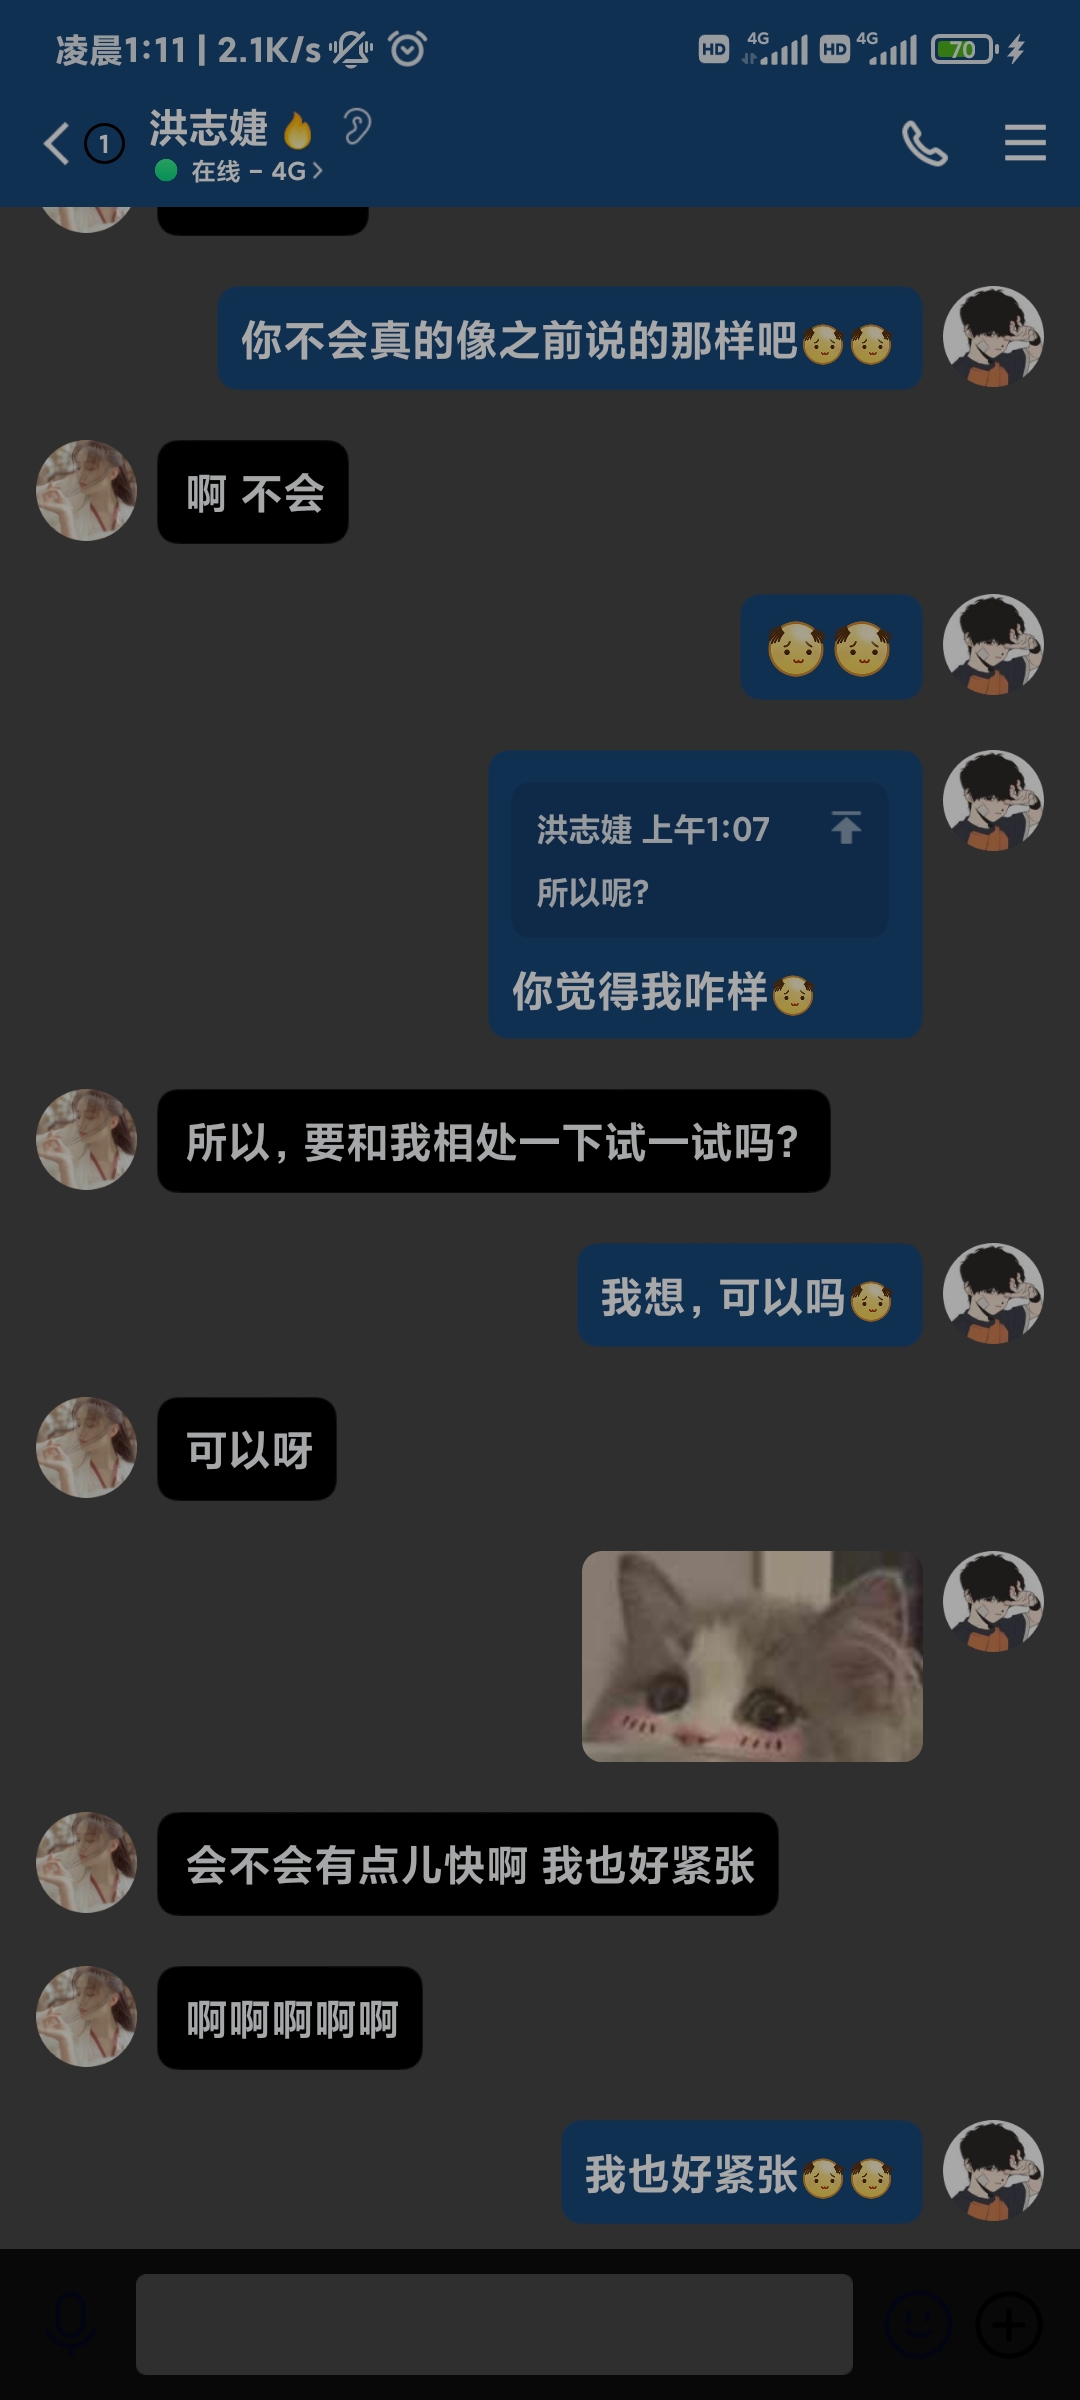 凌晨1:11 | 2.1K/s
HD 4G HD 4G 70
1 洪志婕
在线 - 4G
你不会真的像之前说的那样吧
啊 不会
洪志婕 上午1:07
所以呢?
你觉得我咋样
所以, 要和我相处一下试一试吗?
我想, 可以吗
可以呀
会不会有点儿快啊 我也好紧张
啊啊啊啊啊
我也好紧张